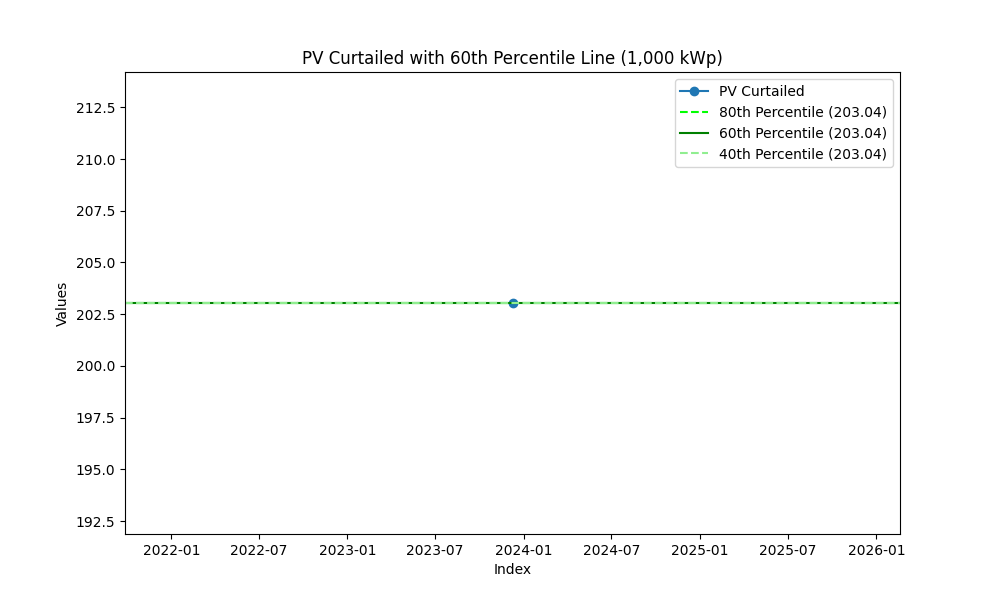 PV Curtailed with 60th Percentile Line (1,000 kWp)
PV Curtailed
80th Percentile (203.04)
60th Percentile (203.04)
40th Percentile (203.04)
212.5
210.0
207.5
205.0
202.5
200.0
197.5
195.0
192.5
Values
2022-01 2022-07 2023-01 2023-07 2024-01 2024-07 2025-01 2025-07 2026-01
Index